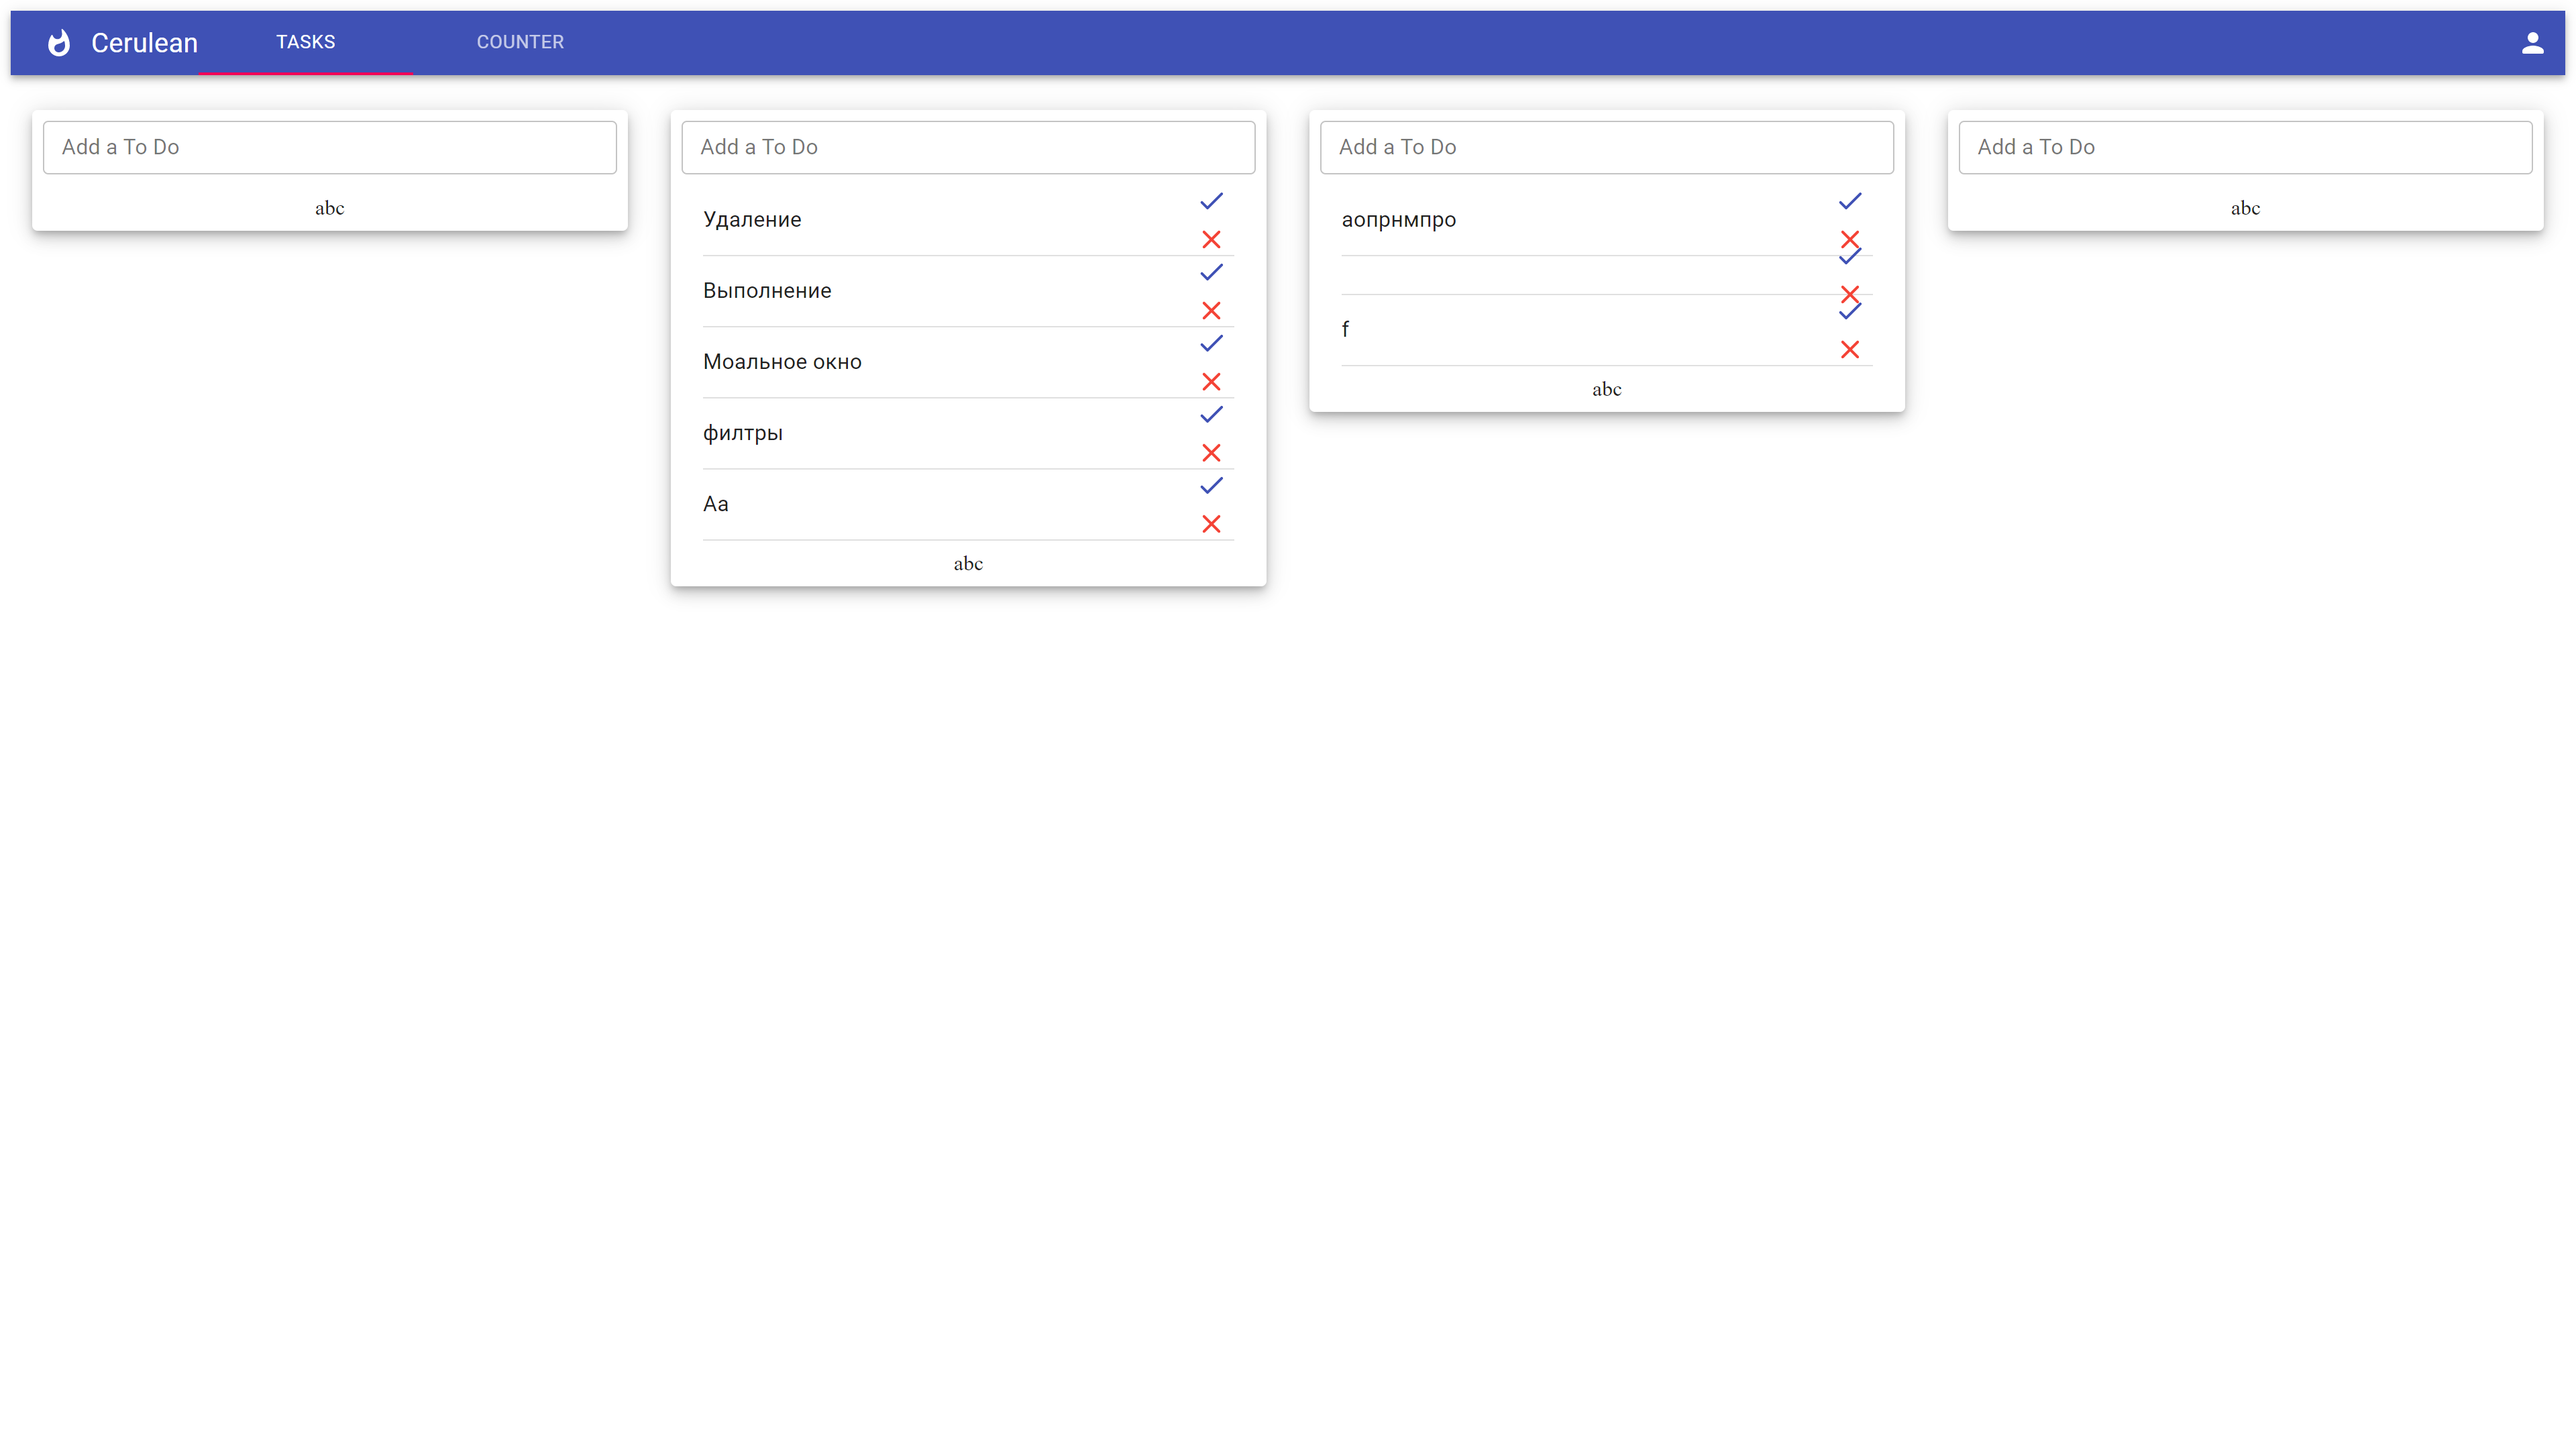 Cerulean TASKS COUNTER
Add a To Do
abc
Add a To Do
Удаление
Выполнение
Моальное окно
филтры
Aa
abc
Add a To Do
аопрнмпро
f
abc
Add a To Do
abc